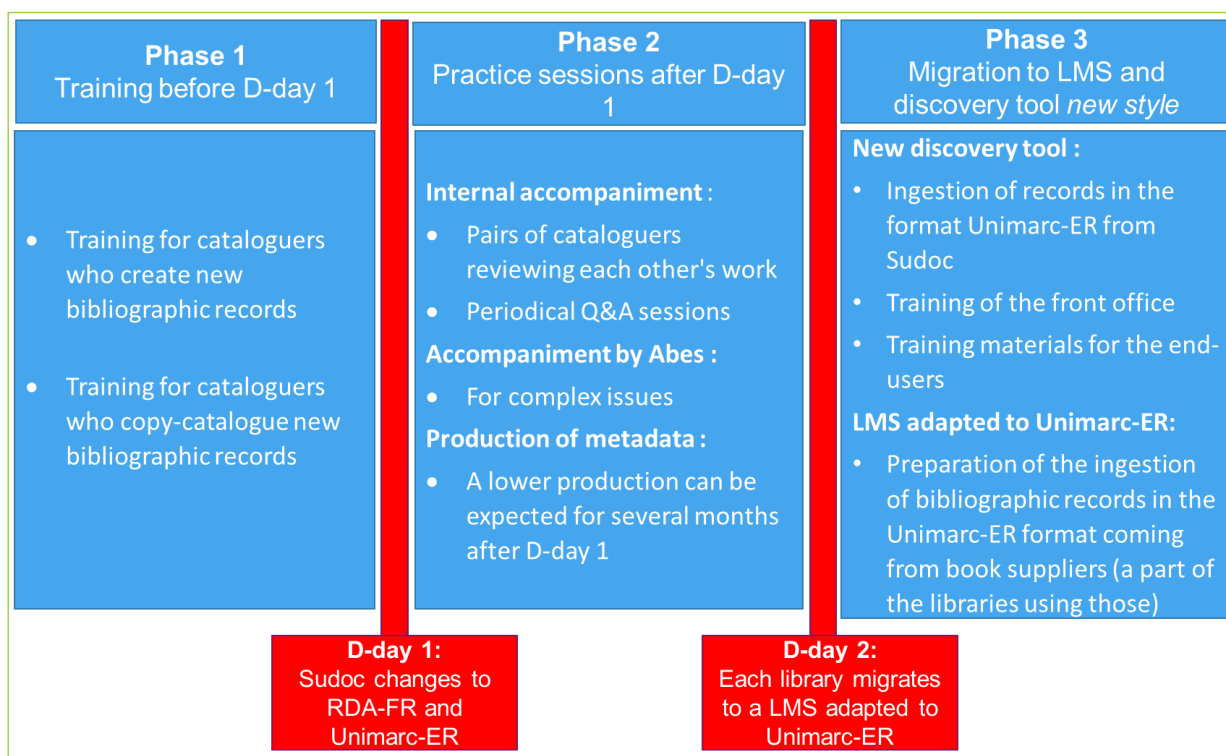 Phase 1
Training before D-day 1
• Training for cataloguers
who create new
bibliographic records
• Training for cataloguers
who copy-catalogue new
bibliographic records
D-day 1:
Sudoc changes to
RDA-FR and
Unimarc-ER
Phase 2
Practice sessions after D-day
1
Internal accompaniment :
• Pairs of cataloguers
reviewing each other's work
• Periodical Q&A sessions
Accompaniment by Abes :
• For complex issues
Production of metadata :
• A lower production can be
expected for several months
after D-day 1
D-day 2:
Each library migrates
to a LMS adapted to
Unimarc-ER
Phase 3
Migration to LMS and
discovery tool new style
New discovery tool :
• Ingestion of records in the
format Unimarc-ER from
Sudoc
• Training of the front office
• Training materials for the end-
users
LMS adapted to Unimarc-ER:
• Preparation of the ingestion
of bibliographic records in the
Unimarc-ER format coming
from book suppliers (a part of
the libraries using those)